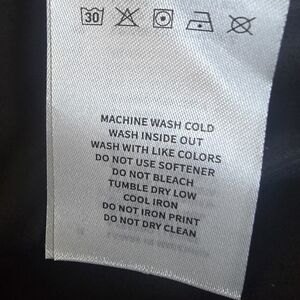 30
MACHINE WASH COLD
WASH INSIDE OUT
WASH WITH LIKE COLORS
DO NOT USE SOFTENER
DO NOT BLEACH
TUMBLE DRY LOW
COOL IRON
DO NOT IRON PRINT
DO NOT DRY CLEAN